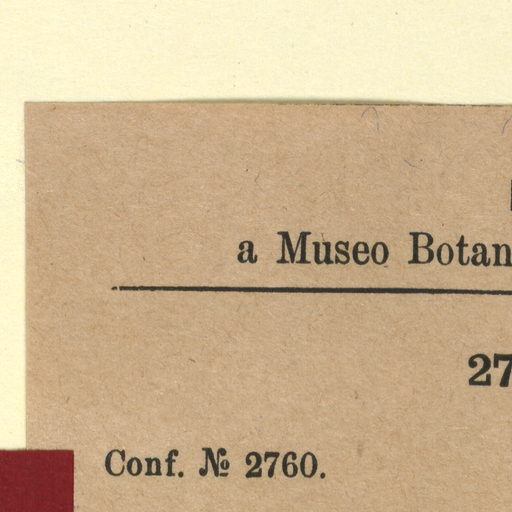 a Museo Botan
27
Conf. № 2760.